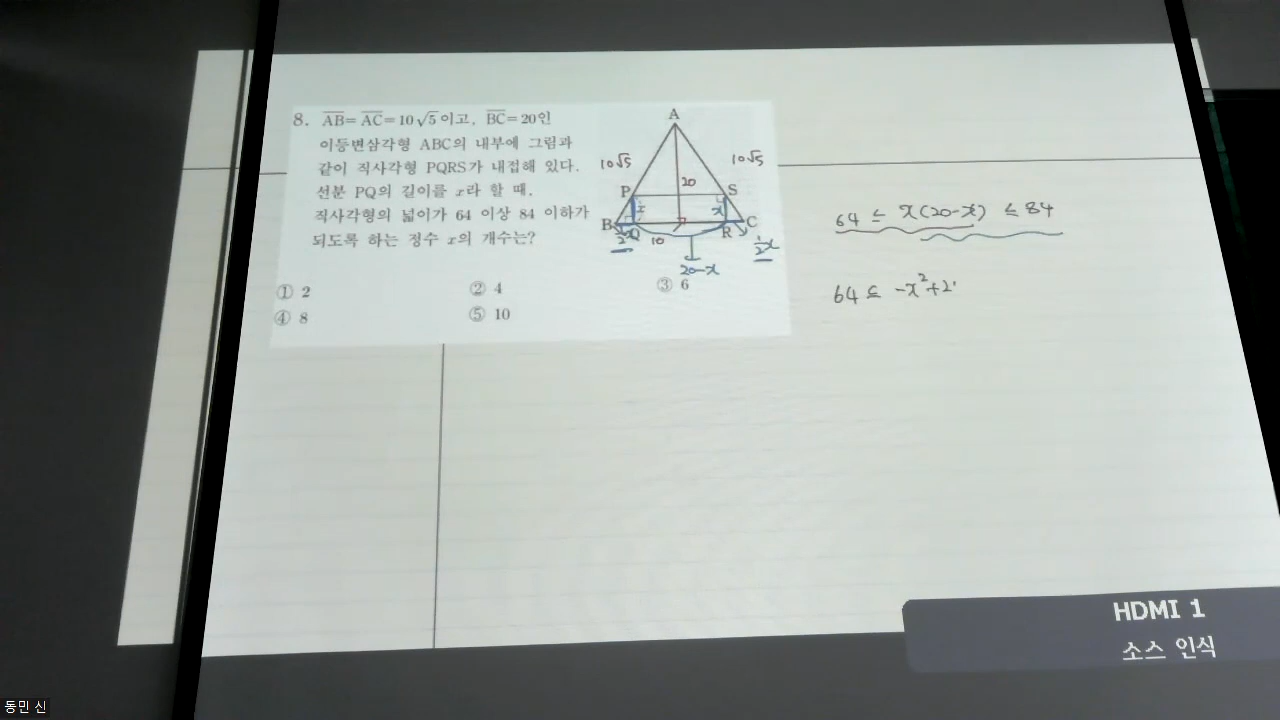 8. AB=AC=10√5이고, BC=20인
이등변삼각형 ABC의 내부에 그림과
같이 직사각형 PQRS가 내접해 있다.
선분 PQ의 길이를 x라 할 때,
직사각형의 넓이가 64 이상 84 이하가
되도록 하는 정수 x의 개수는?
① 2
② 4
③ 6
④ 8
⑤ 10
A
10√5
10√5
20
P
S
x
x
B
Q
R
C
½x
10
½x
20-x
64 ≤ x(20-x) ≤ 84
64 ≤ -x²+2
HDMI 1
소스 인식
동민 신